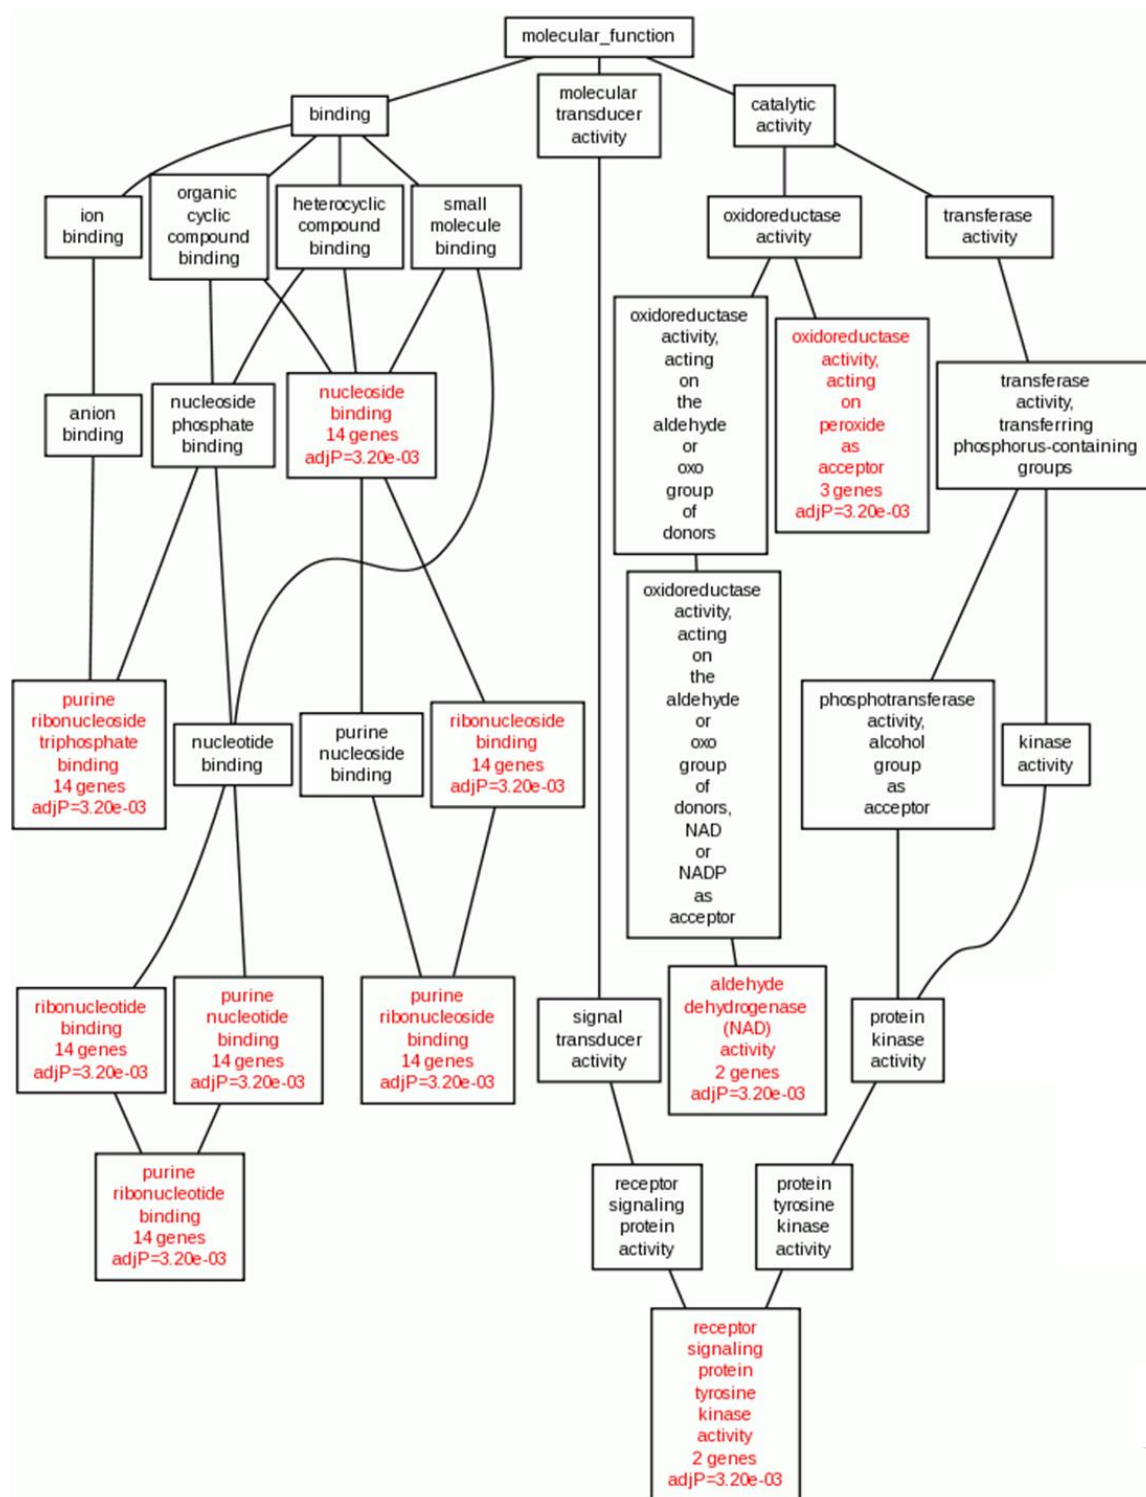 molecular_function
binding
molecular
transducer
activity
catalytic
activity
ion
binding
organic
cyclic
compound
binding
heterocyclic
compound
binding
small
molecule
binding
oxidoreductase
activity
transferase
activity
oxidoreductase
activity,
acting
on
the
aldehyde
or
oxo
group
of
donors
oxidoreductase
activity,
acting
on
peroxide
as
acceptor
3 genes
adjP=3.20e-03
transferase
activity,
transferring
phosphorus-containing
groups
anion
binding
nucleoside
phosphate
binding
nucleoside
binding
14 genes
adjP=3.20e-03
oxidoreductase
activity,
acting
on
the
aldehyde
or
oxo
group
of
donors,
NAD
or
NADP
as
acceptor
purine
ribonucleoside
triphosphate
binding
14 genes
adjP=3.20e-03
nucleotide
binding
purine
nucleoside
binding
ribonucleoside
binding
14 genes
adjP=3.20e-03
phosphotransferase
activity,
alcohol
group
as
acceptor
kinase
activity
ribonucleotide
binding
14 genes
adjP=3.20e-03
purine
nucleotide
binding
14 genes
adjP=3.20e-03
purine
ribonucleoside
binding
14 genes
adjP=3.20e-03
signal
transducer
activity
aldehyde
dehydrogenase
(NAD)
activity
2 genes
adjP=3.20e-03
protein
kinase
activity
purine
ribonucleotide
binding
14 genes
adjP=3.20e-03
receptor
signaling
protein
activity
protein
tyrosine
kinase
activity
receptor
signaling
protein
tyrosine
kinase
activity
2 genes
adjP=3.20e-03